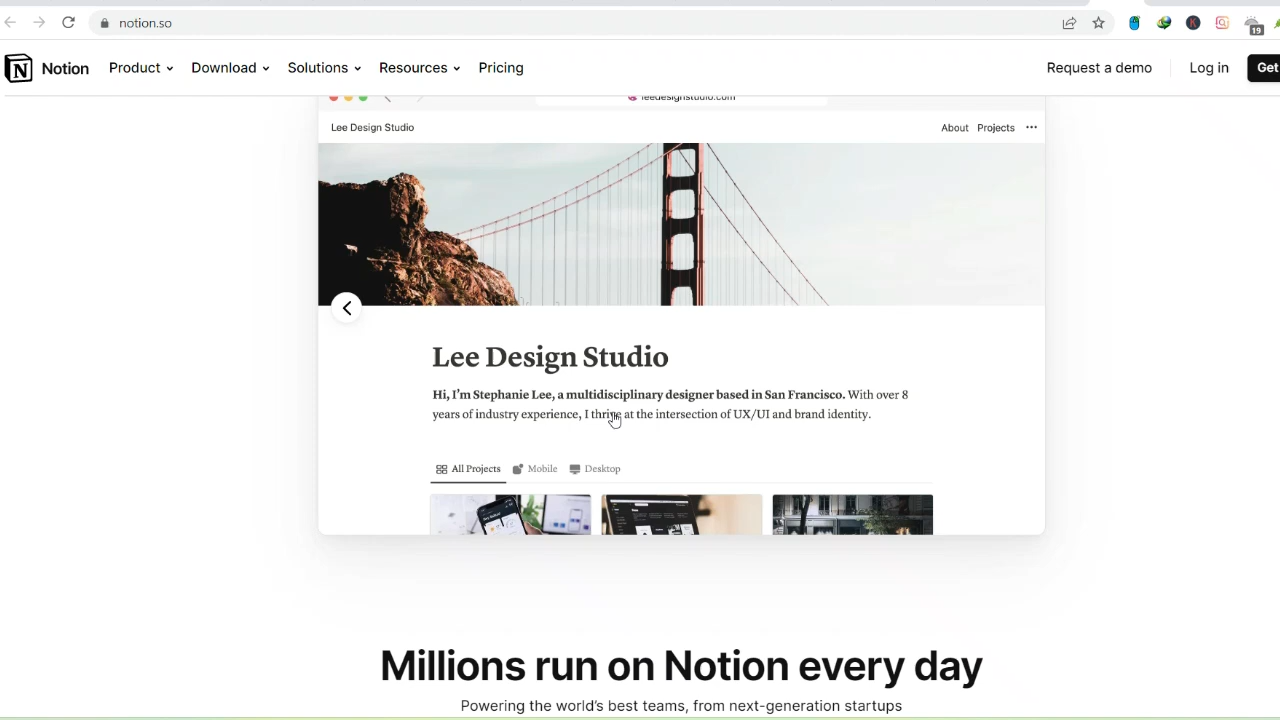 notion.so
19
Notion Product Download Solutions Resources Pricing Request a demo Log in Get
leedesignstudio.com
Lee Design Studio About Projects
Lee Design Studio
Hi, I'm Stephanie Lee, a multidisciplinary designer based in San Francisco. With over 8
years of industry experience, I thrive at the intersection of UX/UI and brand identity.
All Projects Mobile Desktop
Millions run on Notion every day
Powering the world's best teams, from next-generation startups